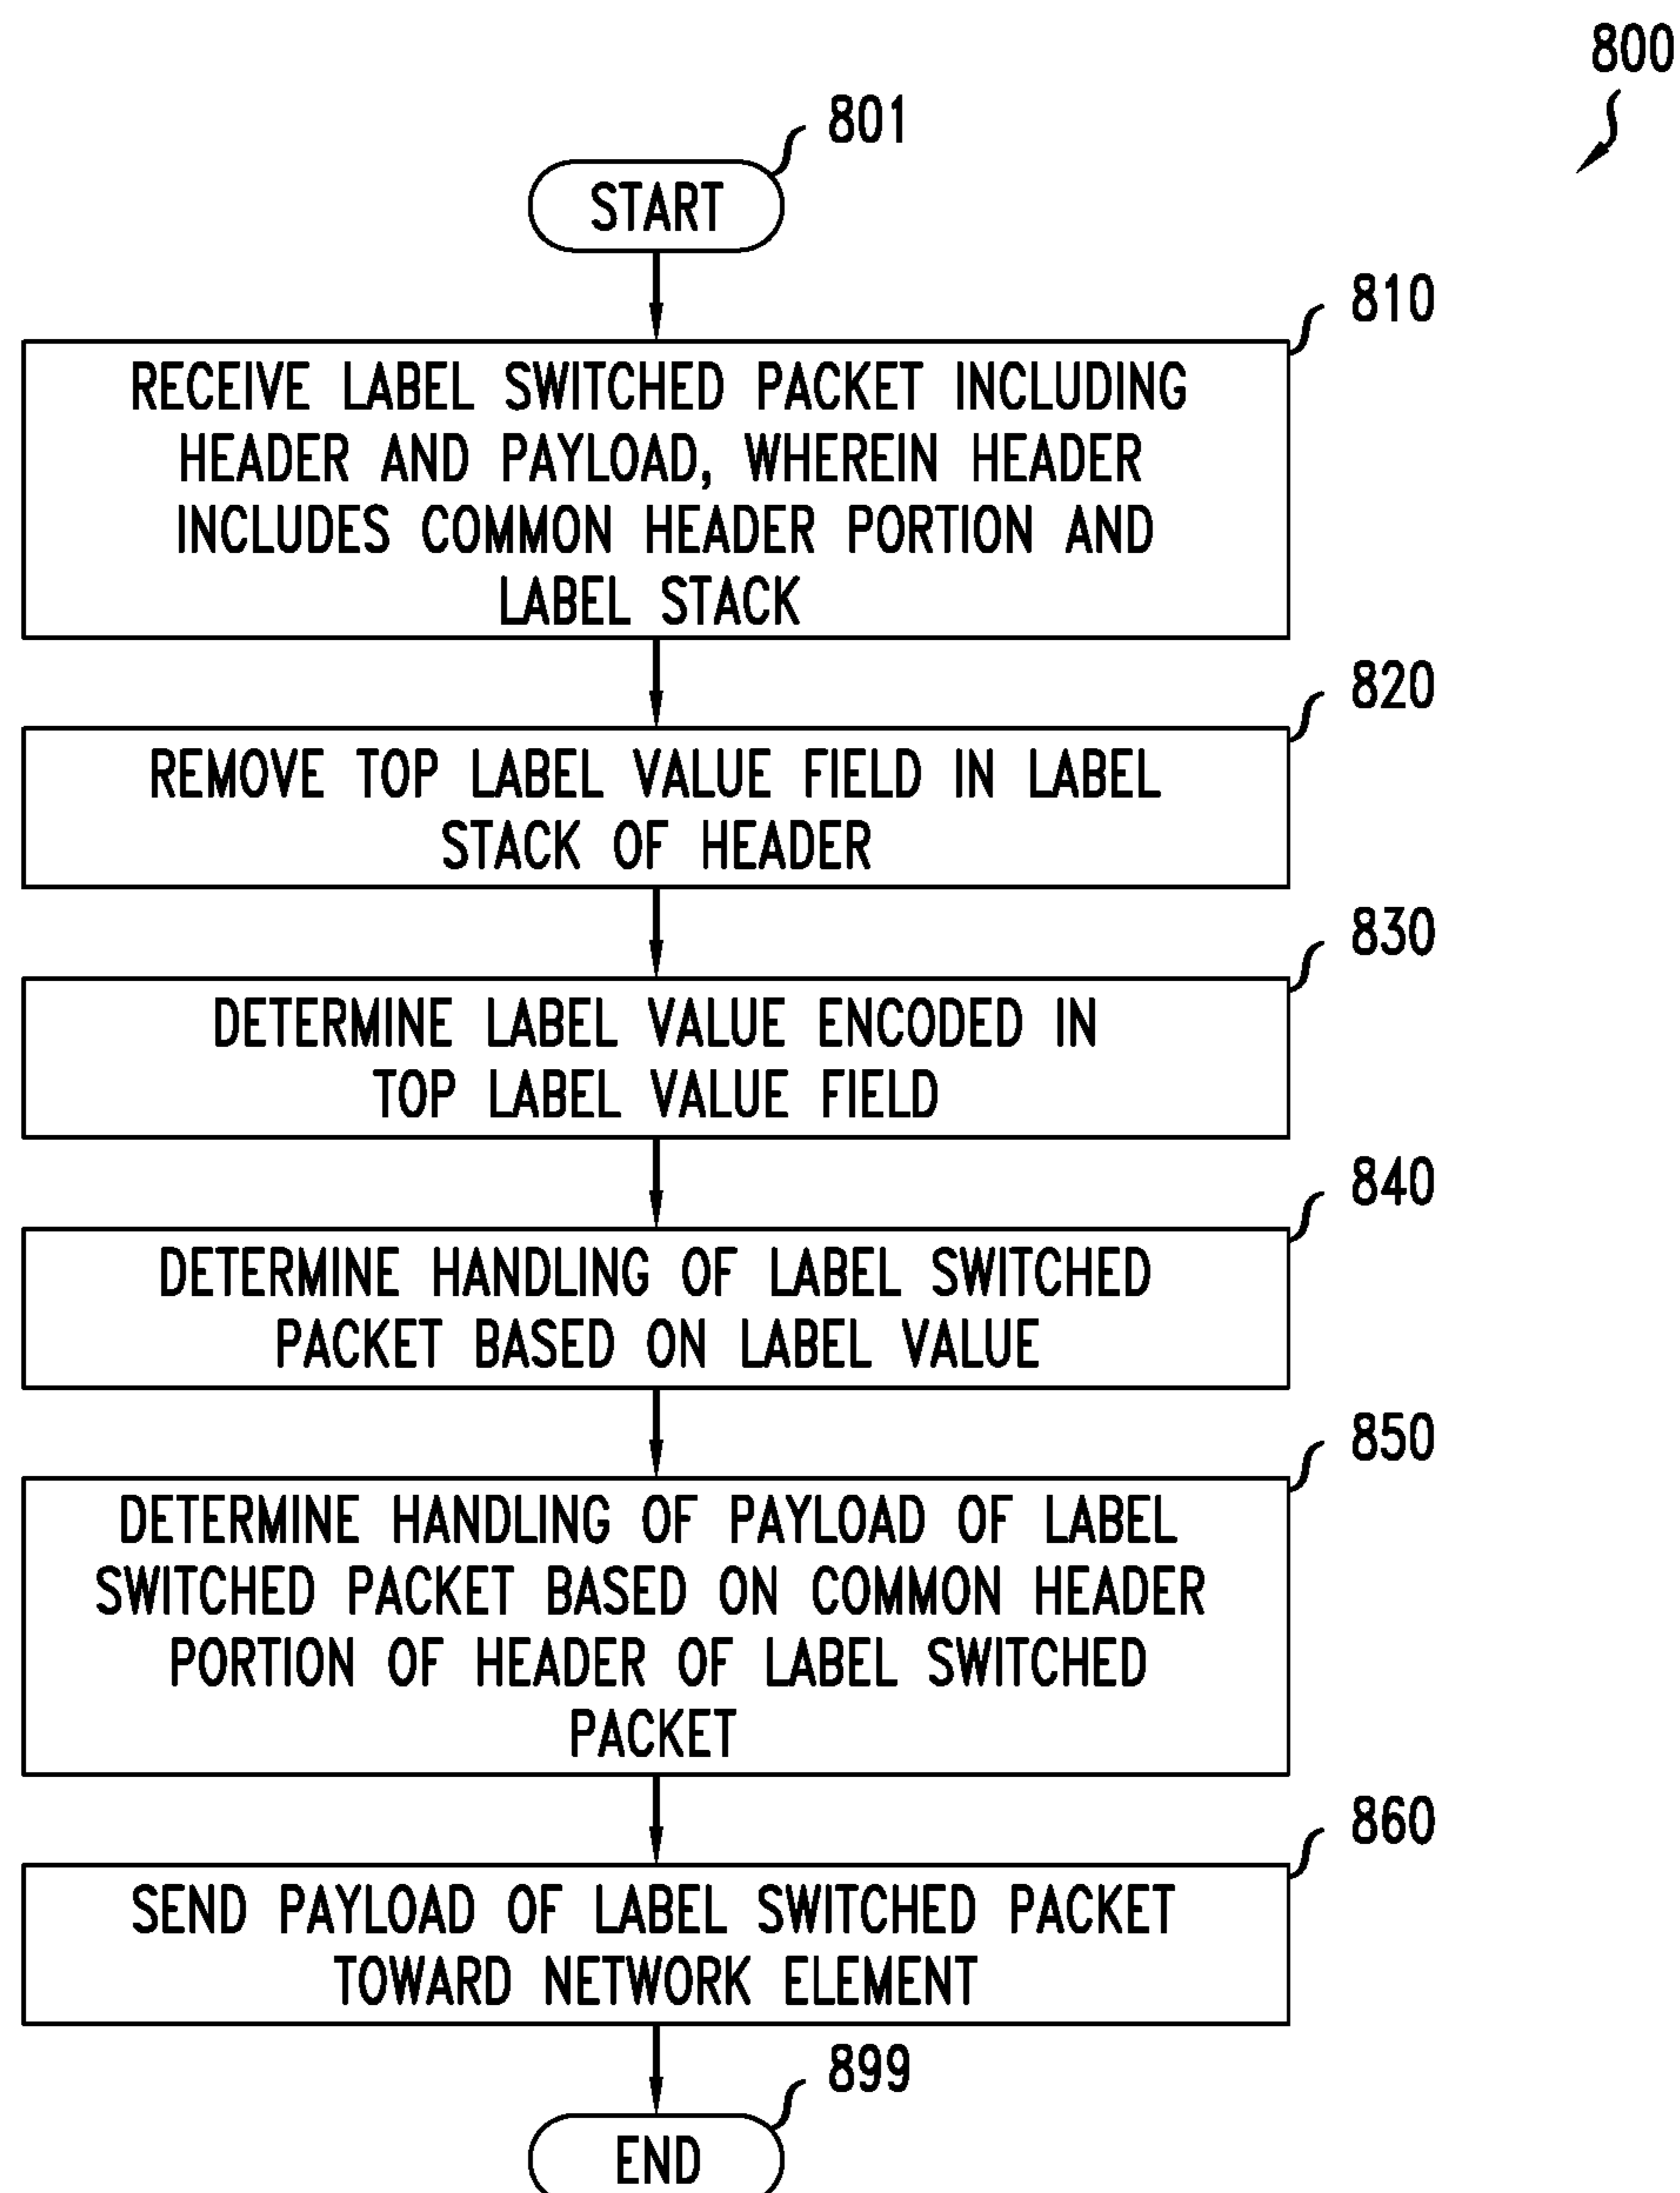 800
801
START
810
RECEIVE LABEL SWITCHED PACKET INCLUDING
HEADER AND PAYLOAD, WHEREIN HEADER
INCLUDES COMMON HEADER PORTION AND
LABEL STACK
820
REMOVE TOP LABEL VALUE FIELD IN LABEL
STACK OF HEADER
830
DETERMINE LABEL VALUE ENCODED IN
TOP LABEL VALUE FIELD
840
DETERMINE HANDLING OF LABEL SWITCHED
PACKET BASED ON LABEL VALUE
850
DETERMINE HANDLING OF PAYLOAD OF LABEL
SWITCHED PACKET BASED ON COMMON HEADER
PORTION OF HEADER OF LABEL SWITCHED
PACKET
860
SEND PAYLOAD OF LABEL SWITCHED PACKET
TOWARD NETWORK ELEMENT
899
END